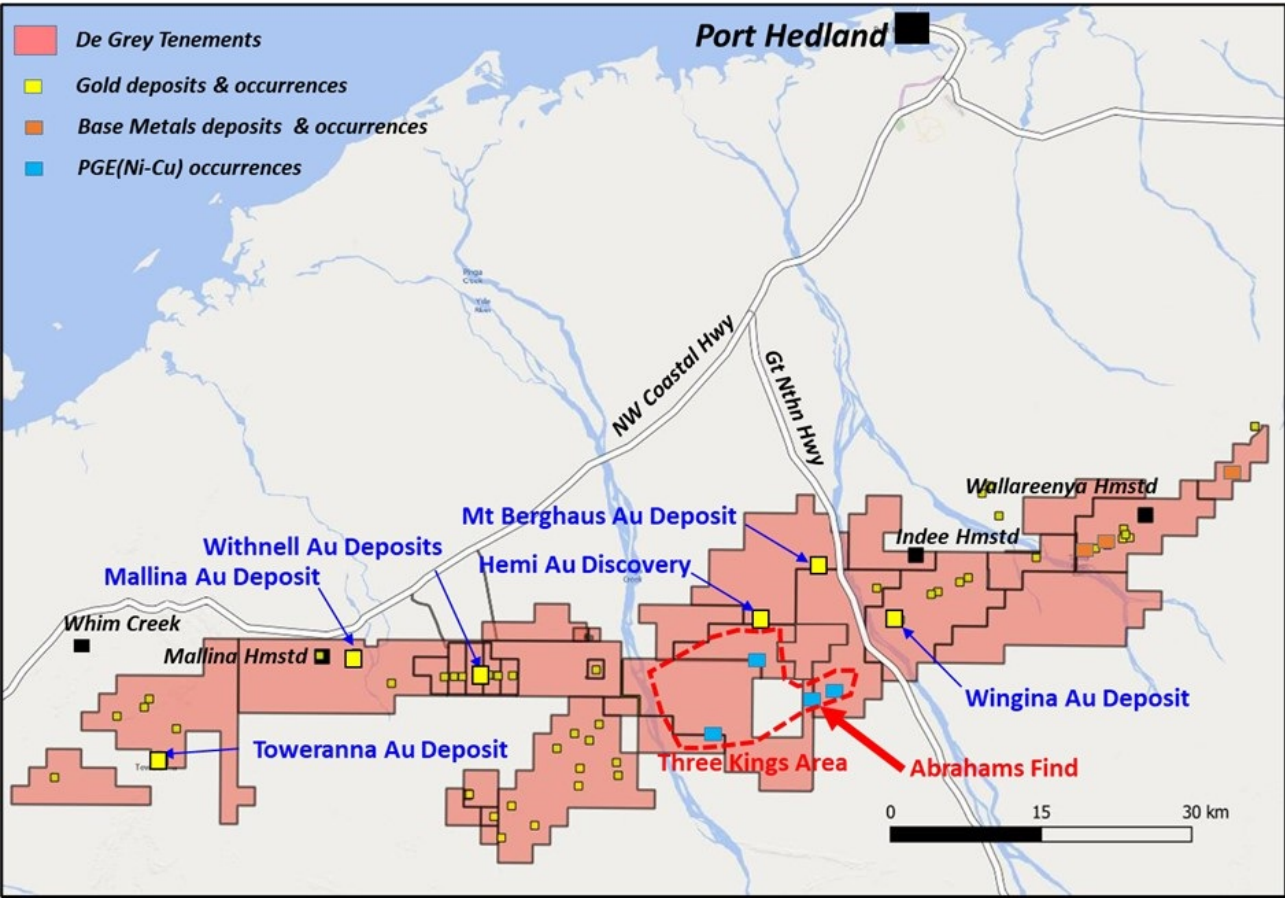 Port Hedland
De Grey Tenements
Gold deposits & occurrences
Base Metals deposits & occurrences
PGE(Ni-Cu) occurrences
NW Coastal Hwy
Gt Nthn Hwy
Wallareenya Hmstd
Mt Berghaus Au Deposit
Indee Hmstd
Withnell Au Deposits
Hemi Au Discovery
Mallina Au Deposit
Creek
Whim Creek
Mallina Hmstd
Wingina Au Deposit
Toweranna Au Deposit
Three Kings Area
Abrahams Find
0 15 30 km